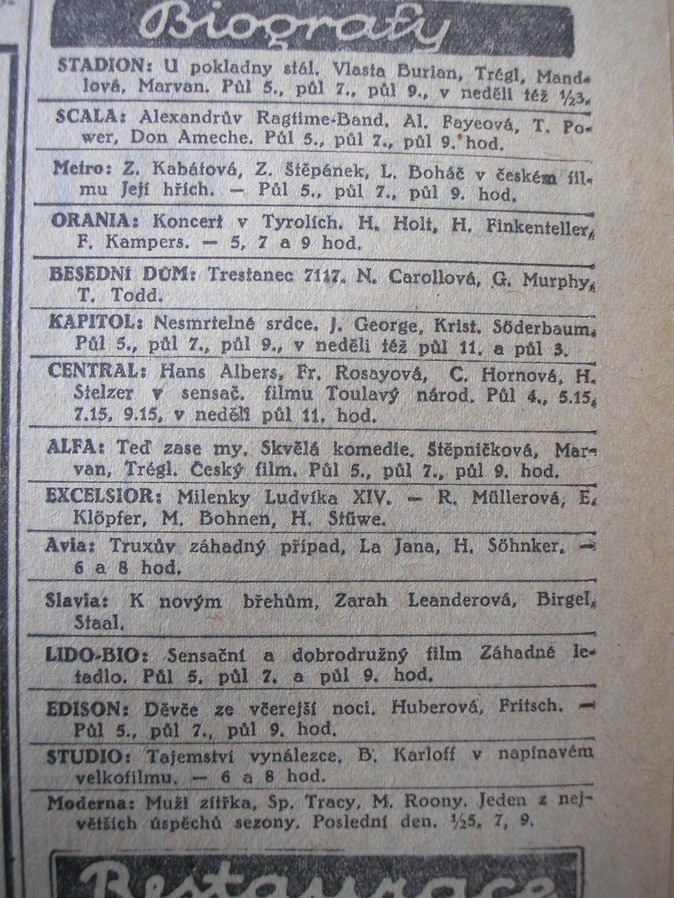 Biografy
STADION: U pokladny stál. Vlasta Burian, Trégl, Mand-
lová, Marvan. Půl 5., půl 7., půl 9., v neděli též ½3.
SCALA: Alexandrův Ragtime-Band. Al. Fayeová, T. Po-
wer, Don Ameche. Půl 5., půl 7., půl 9. hod.
Metro: Z. Kabátová, Z. Štěpánek, L. Boháč v českém fil-
mu Její hřích. — Půl 5., půl 7., půl 9. hod.
ORANIA: Koncert v Tyrolích. H. Holt, H. Finkenteller,
F. Kampers. — 5, 7 a 9 hod.
BESEDNÍ DŮM: Trestanec 7117. N. Carollová, G. Murphy,
T. Todd.
KAPITOL: Nesmrtelné srdce. J. George, Krist. Söderbaum.
Půl 5., půl 7., půl 9., v neděli též půl 11. a půl 3.
CENTRAL: Hans Albers, Fr. Rosayová, C. Hornová, H.
Stelzer v sensač. filmu Toulavý národ. Půl 4., 5.15,
7.15, 9.15, v neděli půl 11. hod.
ALFA: Teď zase my. Skvělá komedie. Štěpničková, Mar-
van, Trégl. Český film. Půl 5., půl 7., půl 9. hod.
EXCELSIOR: Milenky Ludvíka XIV. — R. Müllerová, E.
Klöpfer, M. Bohnen, H. Stüwe.
Avia: Truxův záhadný případ, La Jana, H. Söhnker. —
6 a 8 hod.
Slavia: K novým břehům, Zarah Leanderová, Birgel,
Staal.
LIDO-BIO: Sensační a dobrodružný film Záhadné le-
tadlo. Půl 5, půl 7. a půl 9. hod.
EDISON: Děvče ze včerejší noci. Huberová, Fritsch. —
Půl 5., půl 7., půl 9. hod.
STUDIO: Tajemství vynálezce. B. Karloff v napínavém
velkofilmu. — 6 a 8 hod.
Moderna: Muži zítřka, Sp. Tracy, M. Roony. Jeden z nej-
větších úspěchů sezony. Poslední den. ½5, 7, 9.
Restaurace